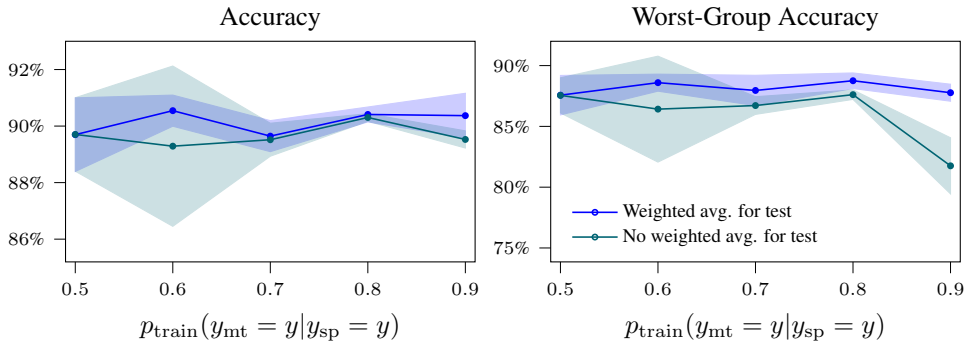 Accuracy
92%
90%
88%
86%
0.5 0.6 0.7 0.8 0.9
p_train(y_mt = y|y_sp = y)
Worst-Group Accuracy
90%
85%
80%
75%
Weighted avg. for test
No weighted avg. for test
0.5 0.6 0.7 0.8 0.9
p_train(y_mt = y|y_sp = y)